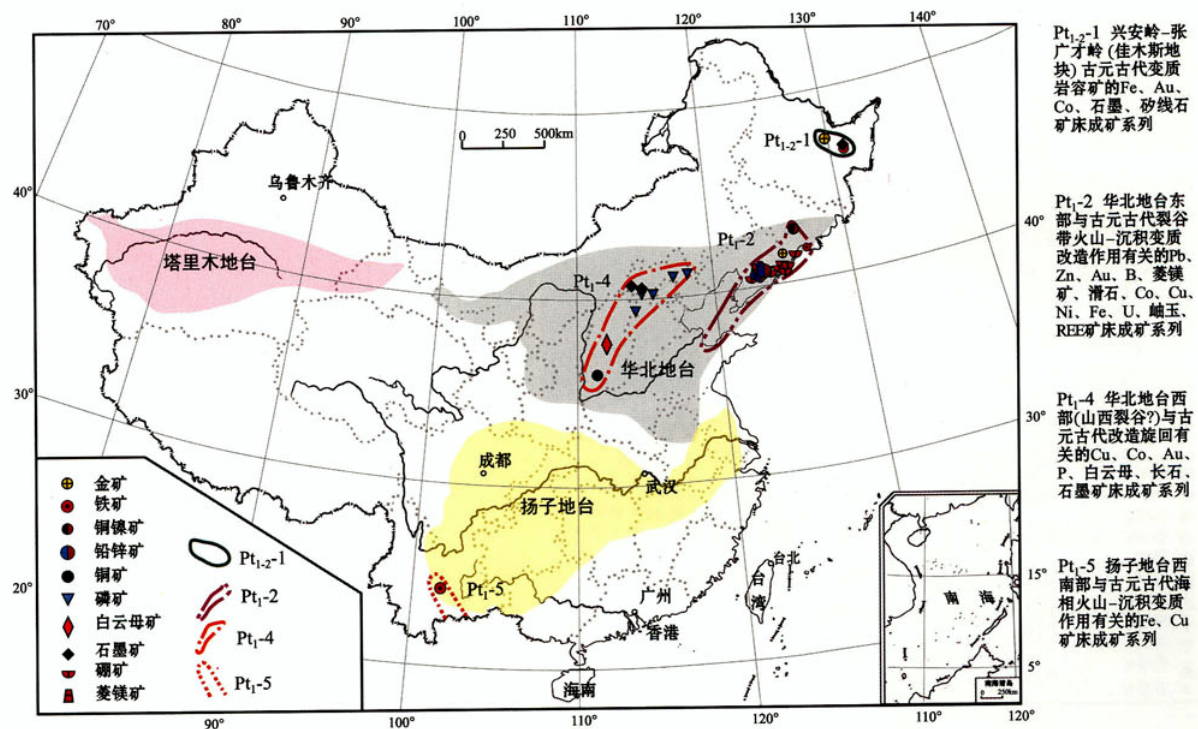 70°
80°
90°
100°
110°
120°
130°
140°
40°
30°
20°
40°
30°
15°
5°
90°
100°
110°
120°
110°
120°
0 250 500km
乌鲁木齐
塔里木地台
Pt₁₋₂-1
Pt₁-2
Pt₁-4
华北地台
成都
武汉
扬子地台
Pt₁-5
台北
台湾
广州
香港
海南
南海
南海诸岛
0 250km
金矿
铁矿
铜镍矿
铅锌矿
铜矿
磷矿
白云母矿
石墨矿
硼矿
菱镁矿
Pt₁₋₂-1
Pt₁-2
Pt₁-4
Pt₁-5
Pt₁₋₂-1 兴安岭–张
广才岭(佳木斯地
块)古元古代变质
岩容矿的Fe、Au、
Co、石墨、矽线石
矿床成矿系列
Pt₁-2 华北地台东
部与古元古代裂谷
带火山–沉积变质
改造作用有关的Pb、
Zn、Au、B、菱镁
矿、滑石、Co、Cu、
Ni、Fe、U、岫玉、
REE矿床成矿系列
Pt₁-4 华北地台西
部(山西裂谷?)与古
元古代改造旋回有
关的Cu、Co、Au、
P、白云母、长石、
石墨矿床成矿系列
Pt₁-5 扬子地台西
南部与古元古代海
相火山–沉积变质
作用有关的Fe、Cu
矿床成矿系列